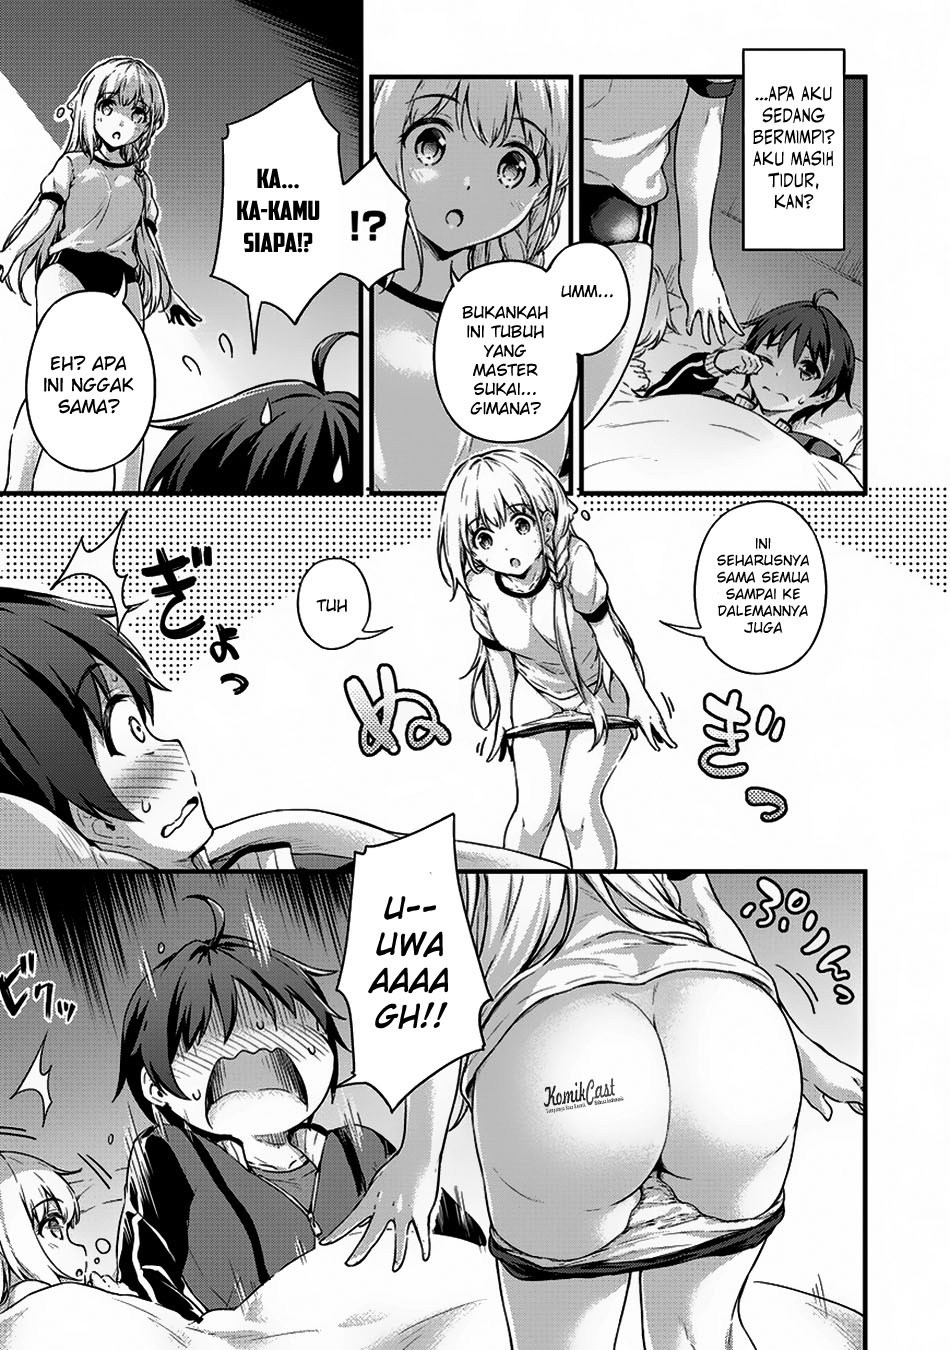 ...APA AKU
SEDANG
BERMIMPI?
AKU MASIH
TIDUR,
KAN?
UMM...
BUKANKAH
INI TUBUH
YANG
MASTER
SUKAI...
GIMANA?
!?
KA...
KA-KAMU
SIAPA!?
EH? APA
INI NGGAK
SAMA?
INI
SEHARUSNYA
SAMA SEMUA
SAMPAI KE
DALEMANNYA
JUGA
ぎっ
TUH
ぬぬ
ぎょっ
U--
UWA
AAAA
GH!!
ぷりん♡
ビクッ
KomikCast